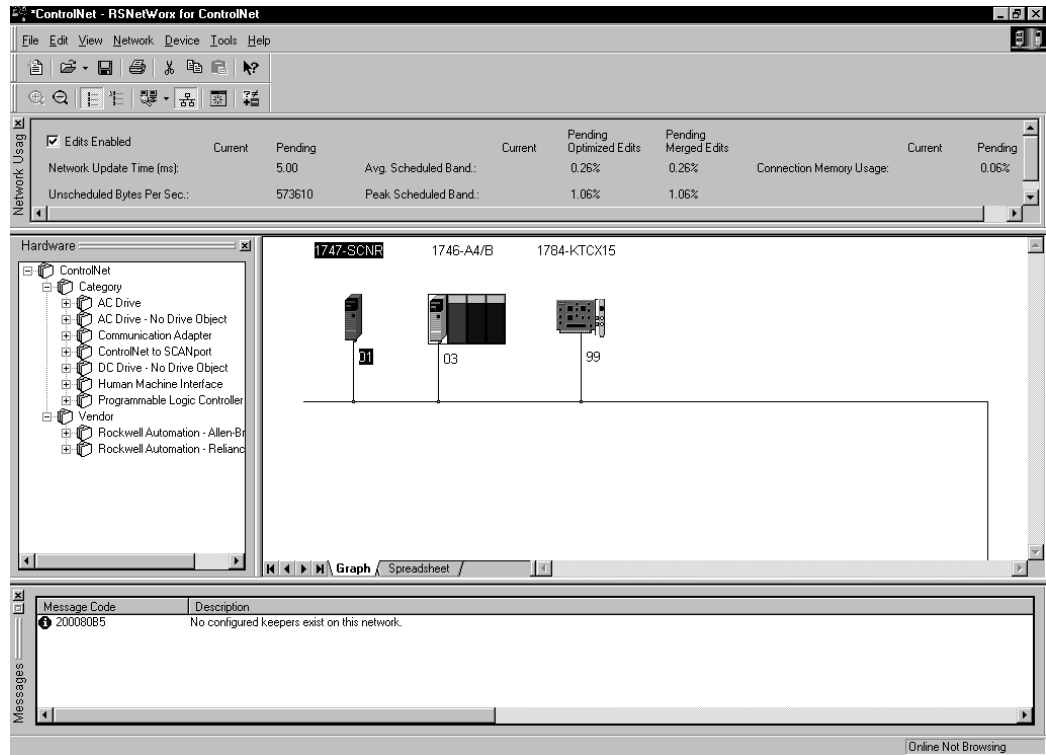 *ControlNet - RSNetWorx for ControlNet
File Edit View Network Device Tools Help
Network Usag
Edits Enabled
Current Pending Current Pending Optimized Edits Pending Merged Edits Current Pending
Network Update Time (ms): 5.00 Avg. Scheduled Band.: 0.26% 0.26% Connection Memory Usage: 0.06%
Unscheduled Bytes Per Sec.: 573610 Peak Scheduled Band.: 1.06% 1.06%
Hardware
ControlNet
Category
AC Drive
AC Drive - No Drive Object
Communication Adapter
ControlNet to SCANport
DC Drive - No Drive Object
Human Machine Interface
Programmable Logic Controller
Vendor
Rockwell Automation - Allen-Br
Rockwell Automation - Relianc
1747-SCNR 1746-A4/B 1784-KTCX15
01 03 99
Graph Spreadsheet
Messages
Message Code Description
200080B5 No configured keepers exist on this network.
Online Not Browsing